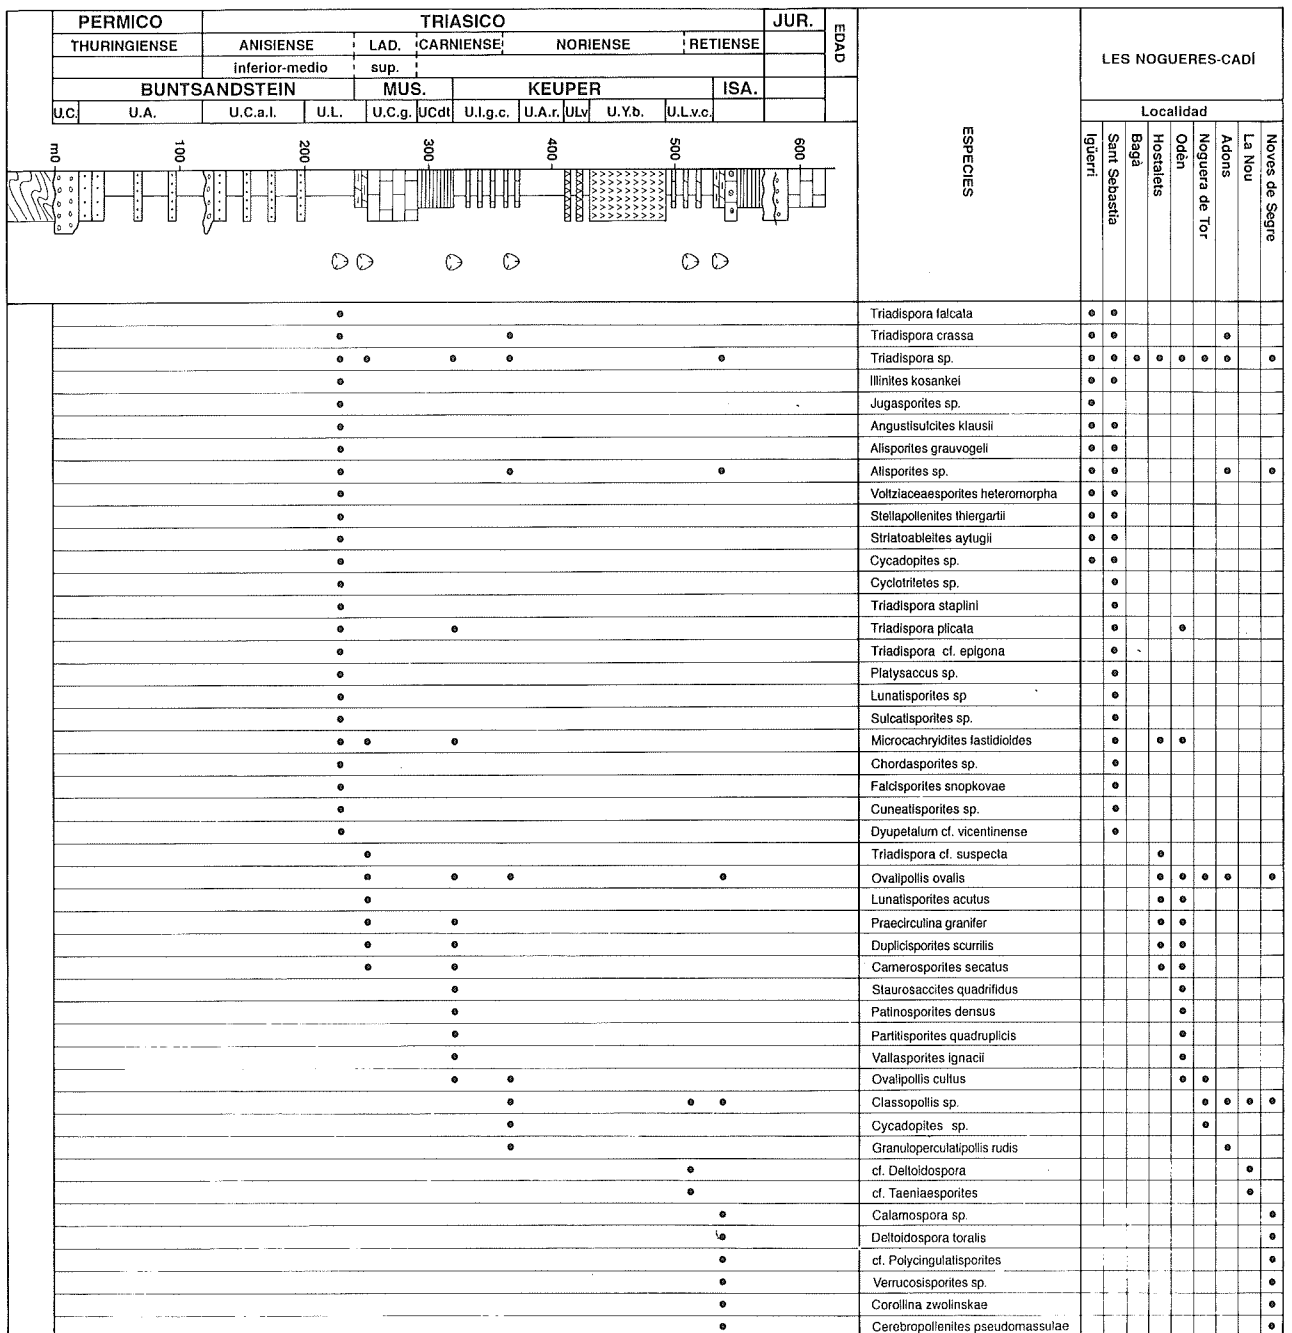 PERMICO TRIASICO JUR. EDAD
THURINGIENSE ANISIENSE LAD. CARNIENSE NORIENSE RETIENSE
inferior-medio sup.
BUNTSANDSTEIN MUS. KEUPER ISA.
U.C. U.A. U.C.a.l. U.L. U.C.g. UCdt U.l.g.c. U.A.r. ULv U.Y.b. U.L.v.c.
m0 100 200 300 400 500 600
ESPECIES
LES NOGUERES-CADÍ
Localidad
Igüerri
Sant Sebastia
Bagà
Hostalets
Odèn
Noguera de Tor
Adons
La Nou
Noves de Segre
Triadispora falcata
Triadispora crassa
Triadispora sp.
Illinites kosankei
Jugasporites sp.
Angustisulcites klausii
Alisporites grauvogeli
Alisporites sp.
Voltziaceaesporites heteromorpha
Stellapollenites thiergartii
Striatoabieites aytugii
Cycadopites sp.
Cyclotriletes sp.
Triadispora staplini
Triadispora plicata
Triadispora cf. epigona
Platysaccus sp.
Lunatisporites sp
Sulcatisporites sp.
Microcachryidites fastidioides
Chordasporites sp.
Falcisporites snopkovae
Cuneatisporites sp.
Dyupetalum cf. vicentinense
Triadispora cf. suspecta
Ovalipollis ovalis
Lunatisporites acutus
Praecirculina granifer
Duplicisporites scurrilis
Camerosporites secatus
Staurosaccites quadrifidus
Patinosporites densus
Partitisporites quadruplicis
Vallasporites ignacii
Ovalipollis cultus
Classopollis sp.
Cycadopites sp.
Granuloperculatipollis rudis
cf. Deltoidospora
cf. Taeniaesporites
Calamospora sp.
Deltoidospora toralis
cf. Polycingulatisporites
Verrucosisporites sp.
Corollina zwolinskae
Cerebropollenites pseudomassulae